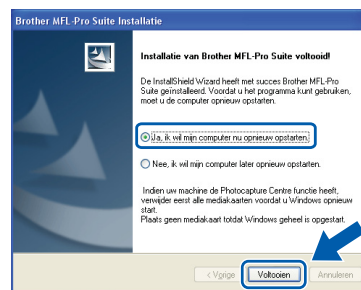 Brother MFL-Pro Suite Installatie
Installatie van Brother MFL-Pro Suite voltooid!
De InstallShield Wizard heeft met succes Brother MFL-Pro
Suite geïnstalleerd. Voordat u het programma kunt gebruiken,
moet u de computer opnieuw opstarten.
Ja, ik wil mijn computer nu opnieuw opstarten.
Nee, ik wil mijn computer later opnieuw opstarten.
Indien uw machine de Photocapture Centre functie heeft,
verwijder eerst alle mediakaarten voordat u Windows opnieuw
start.
Plaats geen mediakaart totdat Windows geheel is opgestart.
< Vorige Voltooien Annuleren